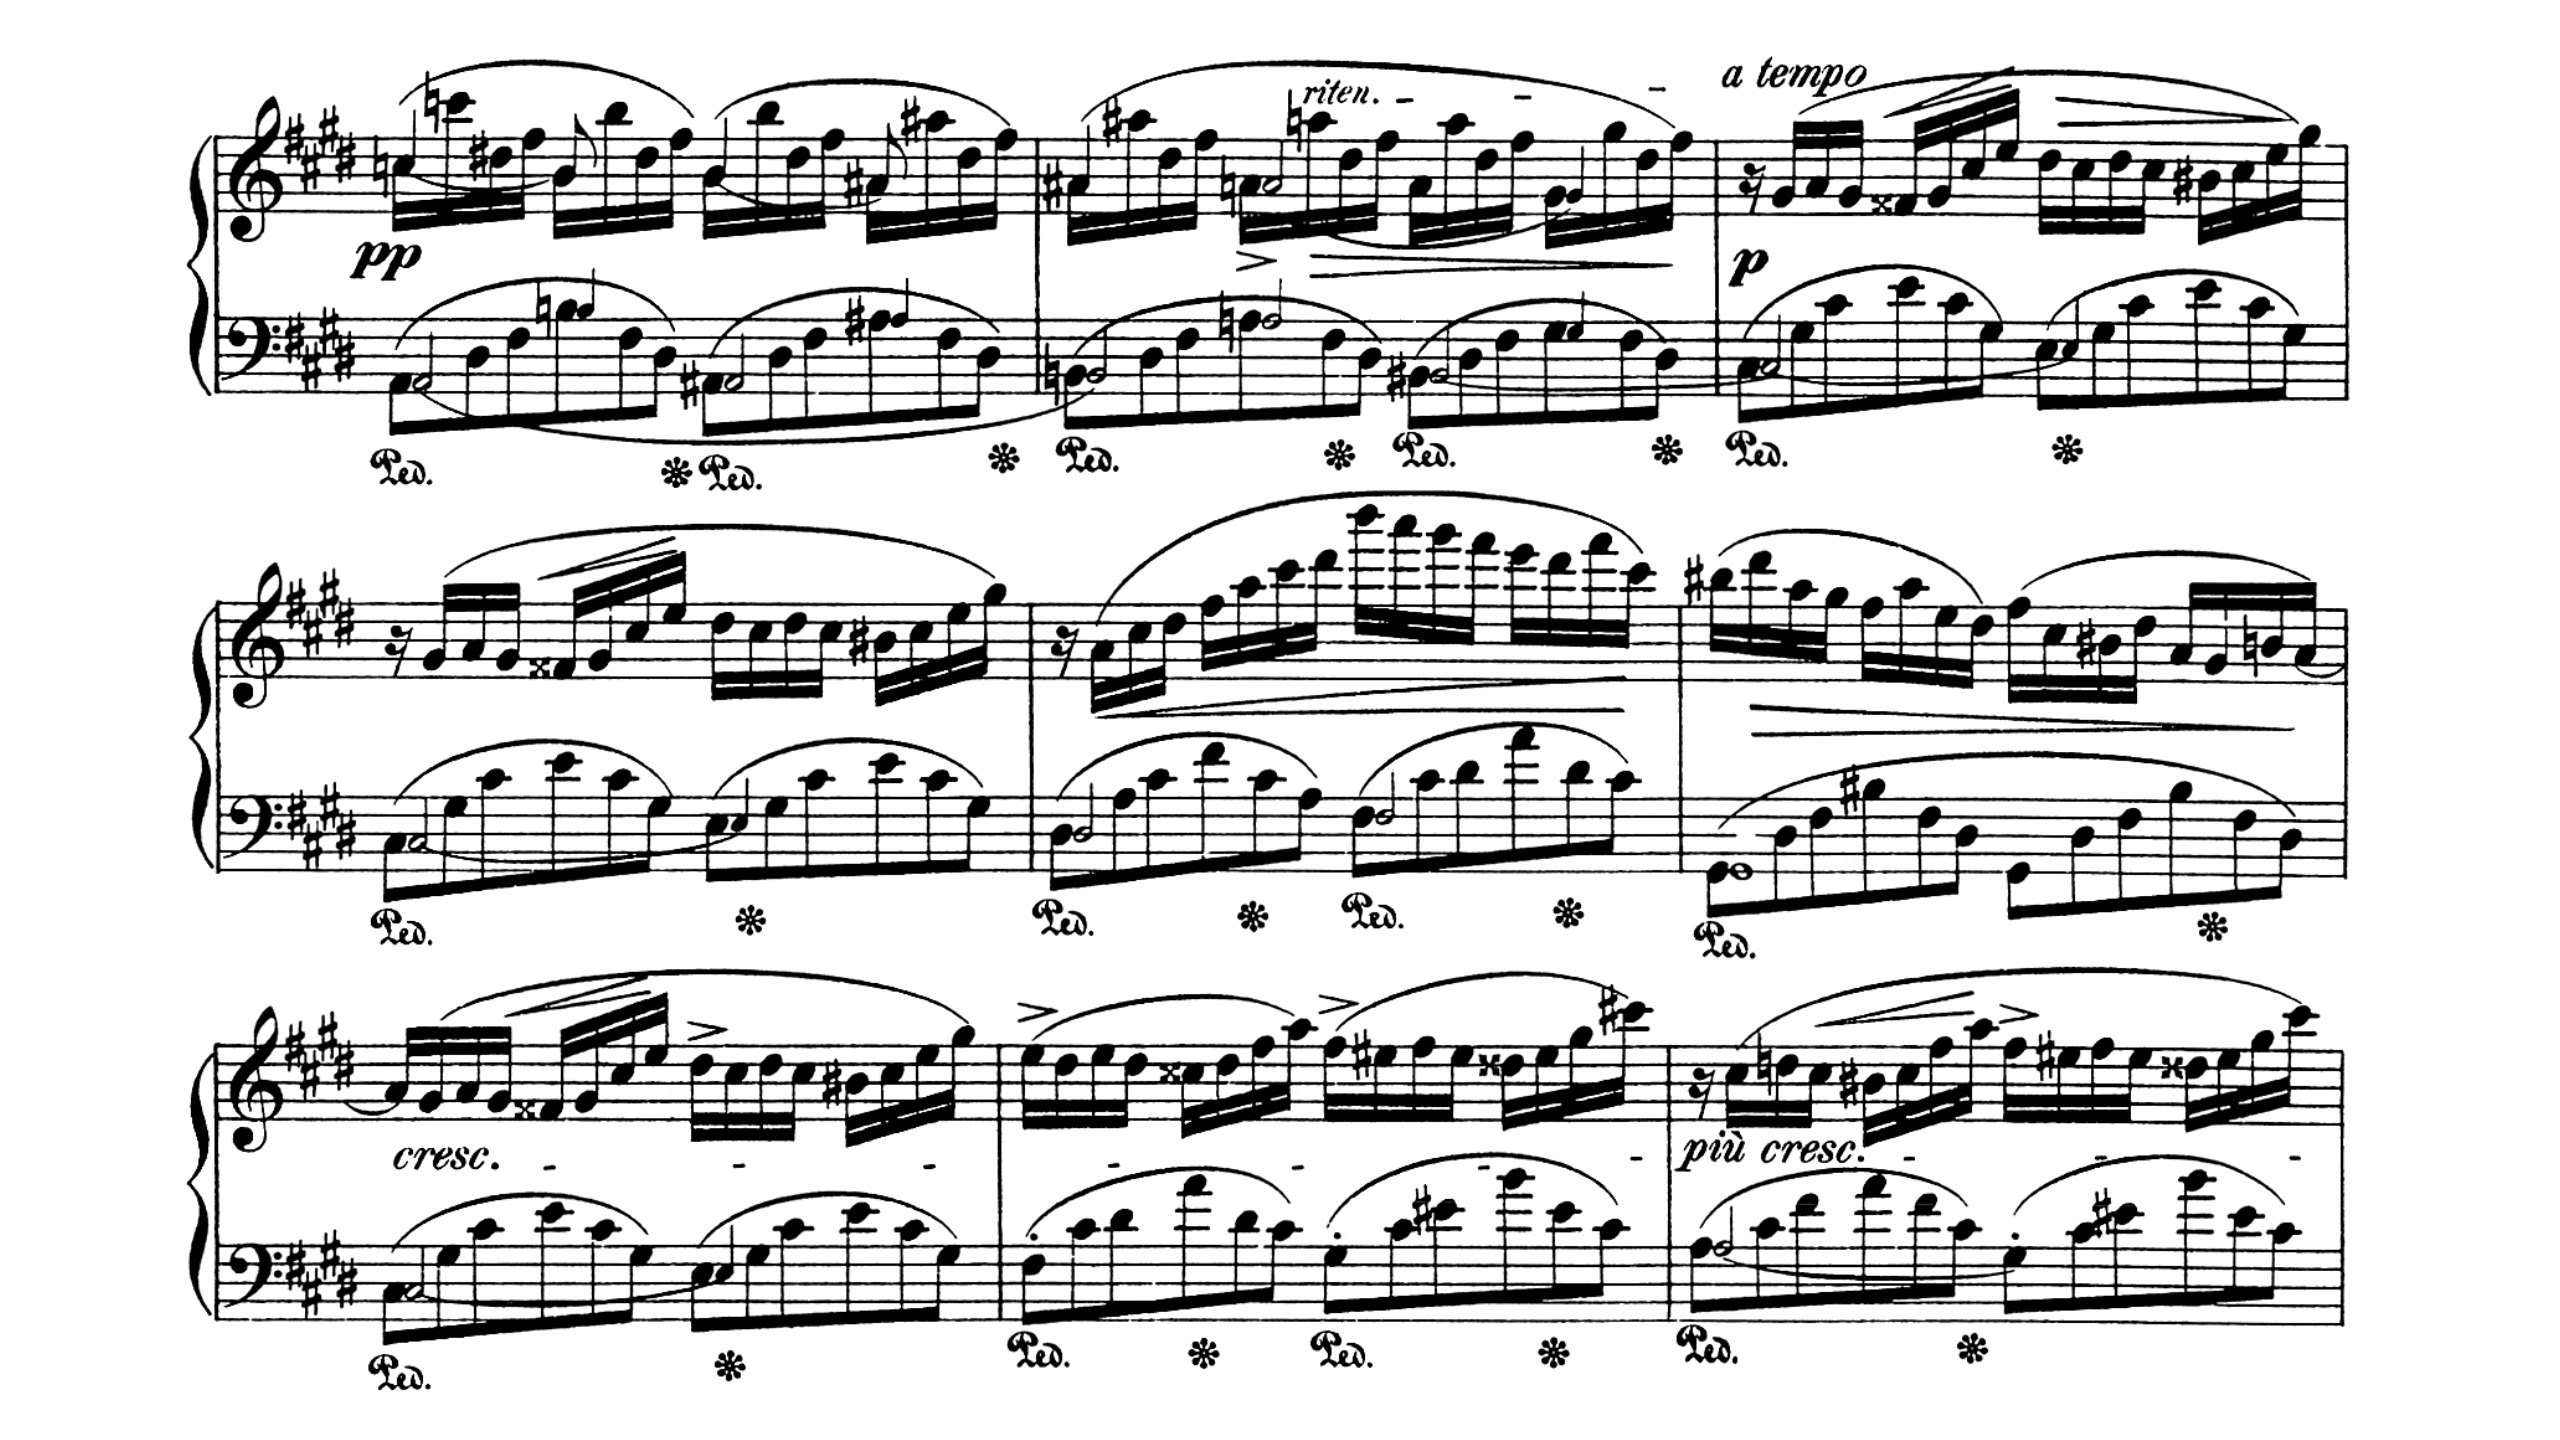 a tempo
riten. - - -
pp p
Ped. * Ped. * Ped. * Ped. * Ped. *
Ped. * Ped. * Ped. * Ped. *
cresc. - - - - - - - più cresc. - - -
Ped. * Ped. * Ped. * Ped. *